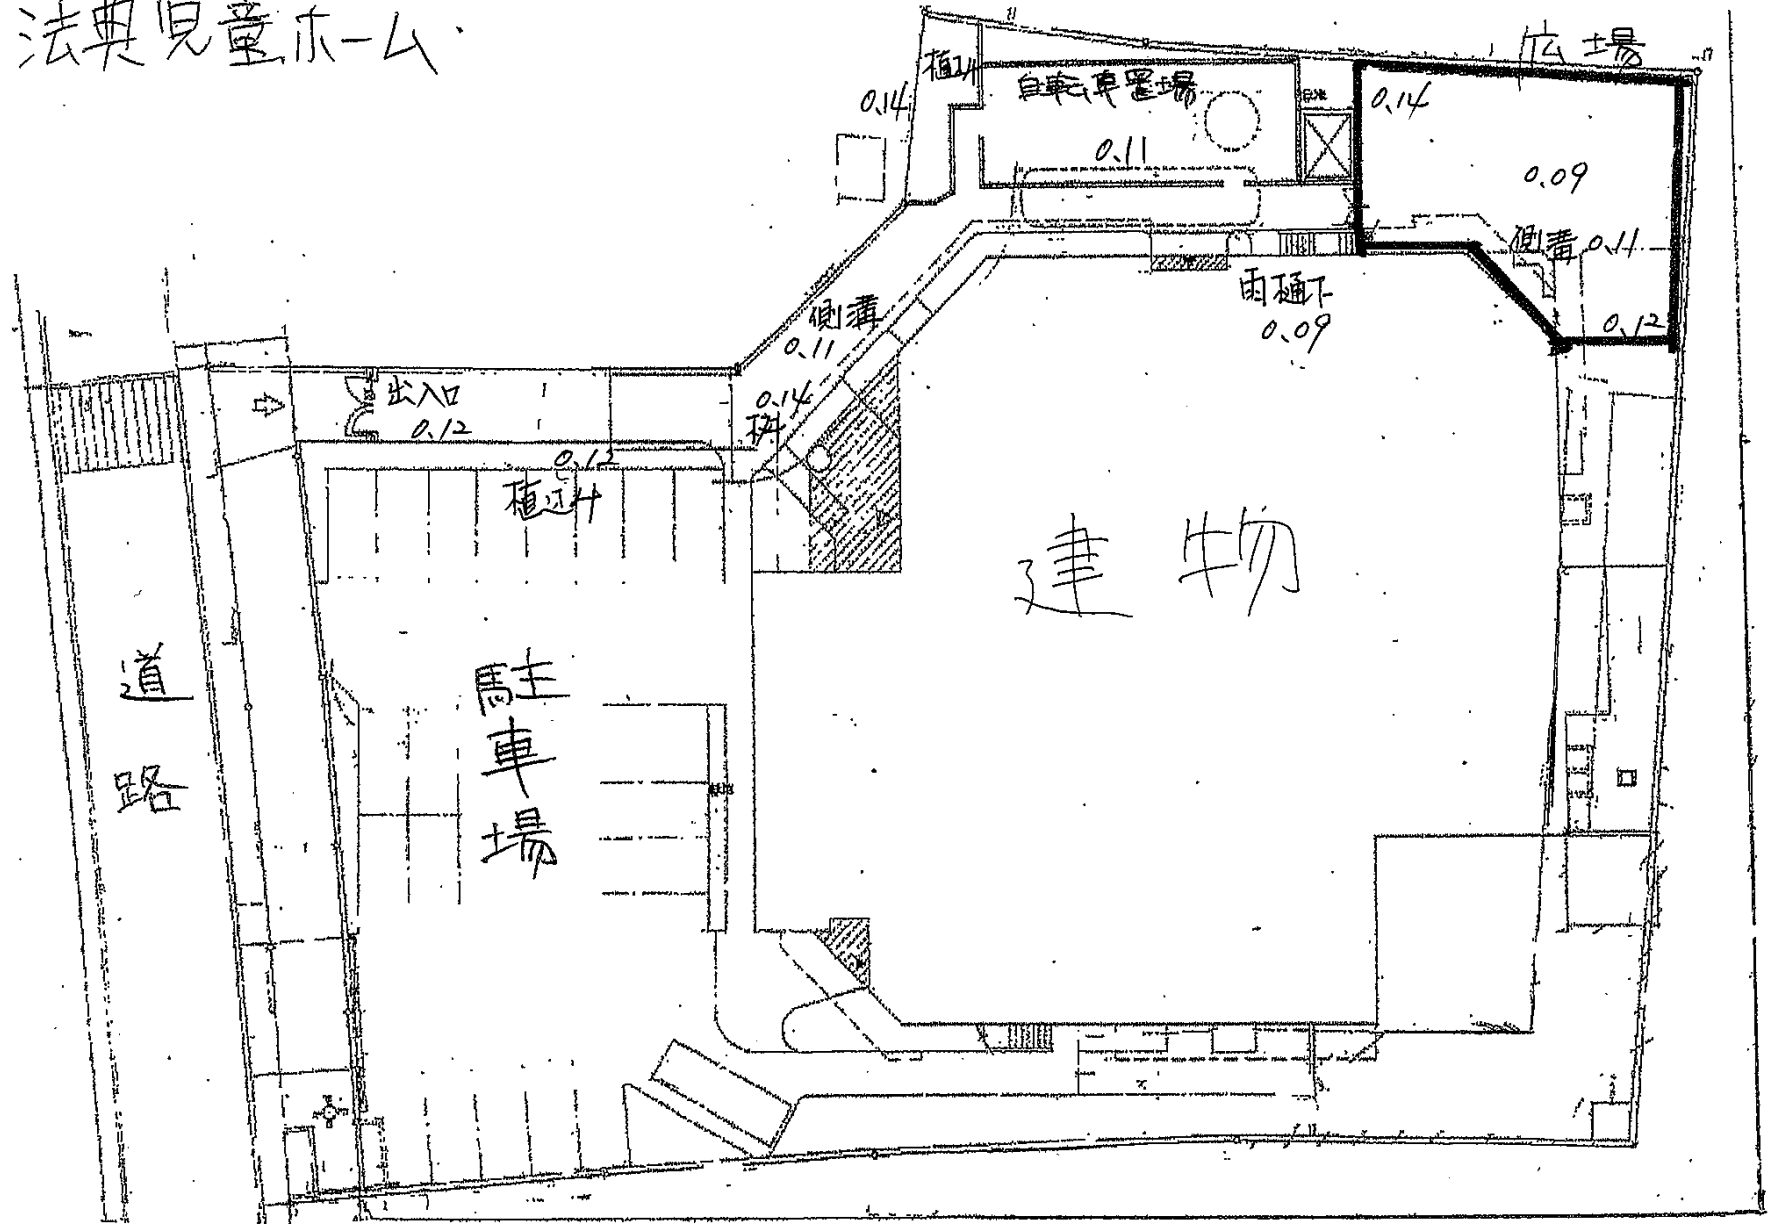 法典児童ホーム
広場
植込み
0.14
自転車置場
0.11
0.14
0.09
側溝 0.11
0.12
雨樋下
0.09
側溝
0.11
0.14
桝
出入口
0.12
0.12
植込み
建物
駐車場
道路